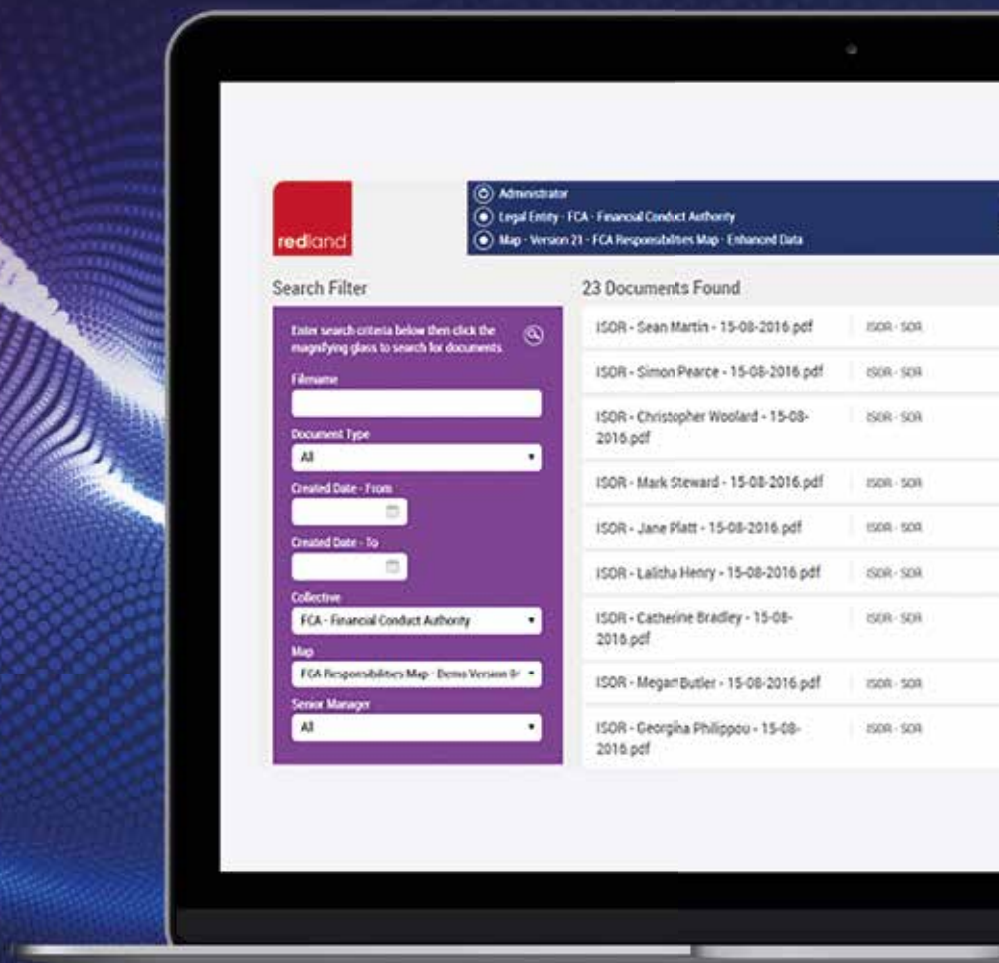 redland
Administrator
Legal Entity - FCA - Financial Conduct Authority
Map - Version 21 - FCA Responsibilities Map - Enhanced Data
Search Filter
Enter search criteria below then click the
magnifying glass to search for documents.
Filename
Document Type
All
Created Date - From
Created Date - To
Collective
FCA - Financial Conduct Authority
Map
FCA Responsibilities Map - Demo Version
Senior Manager
All
23 Documents Found
ISOR - Sean Martin - 15-08-2016.pdf ISOR - SOR
ISOR - Simon Pearce - 15-08-2016.pdf ISOR - SOR
ISOR - Christopher Woolard - 15-08- ISOR - SOR
2016.pdf
ISOR - Mark Steward - 15-08-2016.pdf ISOR - SOR
ISOR - Jane Platt - 15-08-2016.pdf ISOR - SOR
ISOR - Lalitha Henry - 15-08-2016.pdf ISOR - SOR
ISOR - Catherine Bradley - 15-08- ISOR - SOR
2016.pdf
ISOR - Megan Butler - 15-08-2016.pdf ISOR - SOR
ISOR - Georgina Philippou - 15-08- ISOR - SOR
2016.pdf